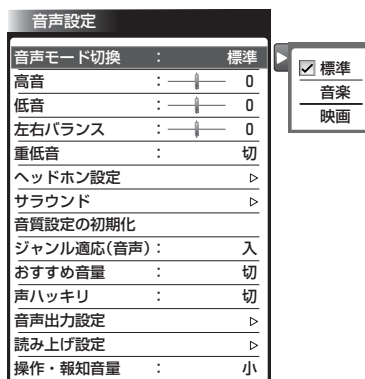 音声設定
音声モード切換 : 標準
高音 : 0
低音 : 0
左右バランス : 0
重低音 : 切
ヘッドホン設定
サラウンド
音質設定の初期化
ジャンル適応(音声) : 入
おすすめ音量 : 切
声ハッキリ : 切
音声出力設定
読み上げ設定
操作・報知音量 : 小
標準
音楽
映画